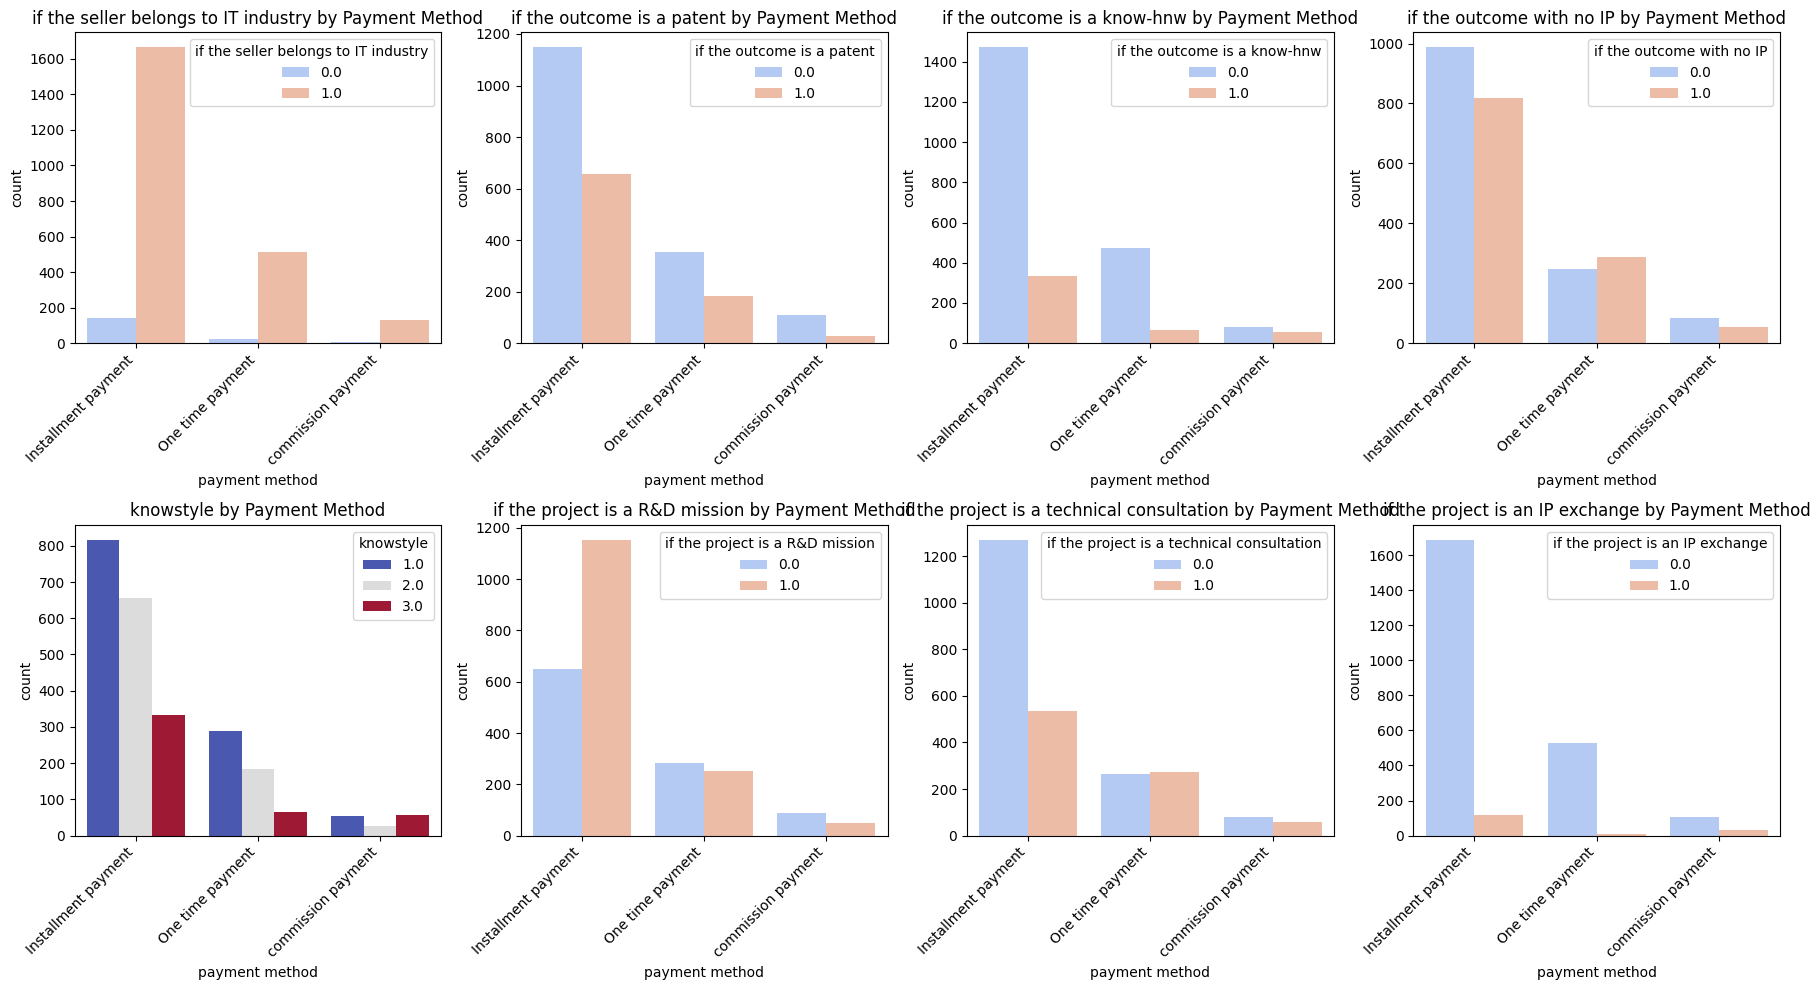 if the seller belongs to IT industry by Payment Method
if the seller belongs to IT industry
0.0
1.0
1600
1400
1200
1000
800
600
400
200
0
count
Installment payment
One time payment
commission payment
payment method
if the outcome is a patent by Payment Method
if the outcome is a patent
0.0
1.0
1200
1000
800
600
400
200
0
count
Installment payment
One time payment
commission payment
payment method
if the outcome is a know-hnw by Payment Method
if the outcome is a know-hnw
0.0
1.0
1400
1200
1000
800
600
400
200
0
count
Installment payment
One time payment
commission payment
payment method
if the outcome with no IP by Payment Method
if the outcome with no IP
0.0
1.0
1000
800
600
400
200
0
count
Installment payment
One time payment
commission payment
payment method
knowstyle by Payment Method
knowstyle
1.0
2.0
3.0
800
700
600
500
400
300
200
100
0
count
Installment payment
One time payment
commission payment
payment method
if the project is a R&D mission by Payment Method
if the project is a R&D mission
0.0
1.0
1200
1000
800
600
400
200
0
count
Installment payment
One time payment
commission payment
payment method
if the project is a technical consultation by Payment Method
if the project is a technical consultation
0.0
1.0
1200
1000
800
600
400
200
0
count
Installment payment
One time payment
commission payment
payment method
if the project is an IP exchange by Payment Method
if the project is an IP exchange
0.0
1.0
1600
1400
1200
1000
800
600
400
200
0
count
Installment payment
One time payment
commission payment
payment method